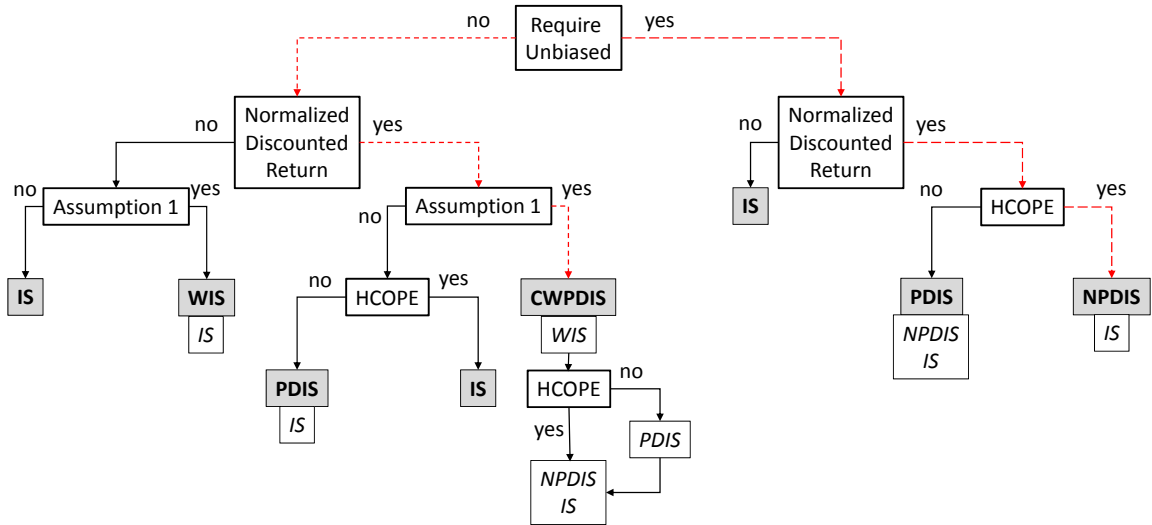 no
Require
Unbiased
yes
no
Normalized
Discounted
Return
yes
no
Normalized
Discounted
Return
yes
no
Assumption 1
yes
no
Assumption 1
yes
IS
no
HCOPE
yes
IS
WIS
IS
no
HCOPE
yes
CWPDIS
WIS
PDIS
NPDIS
IS
NPDIS
IS
PDIS
IS
IS
HCOPE
no
yes
PDIS
NPDIS
IS